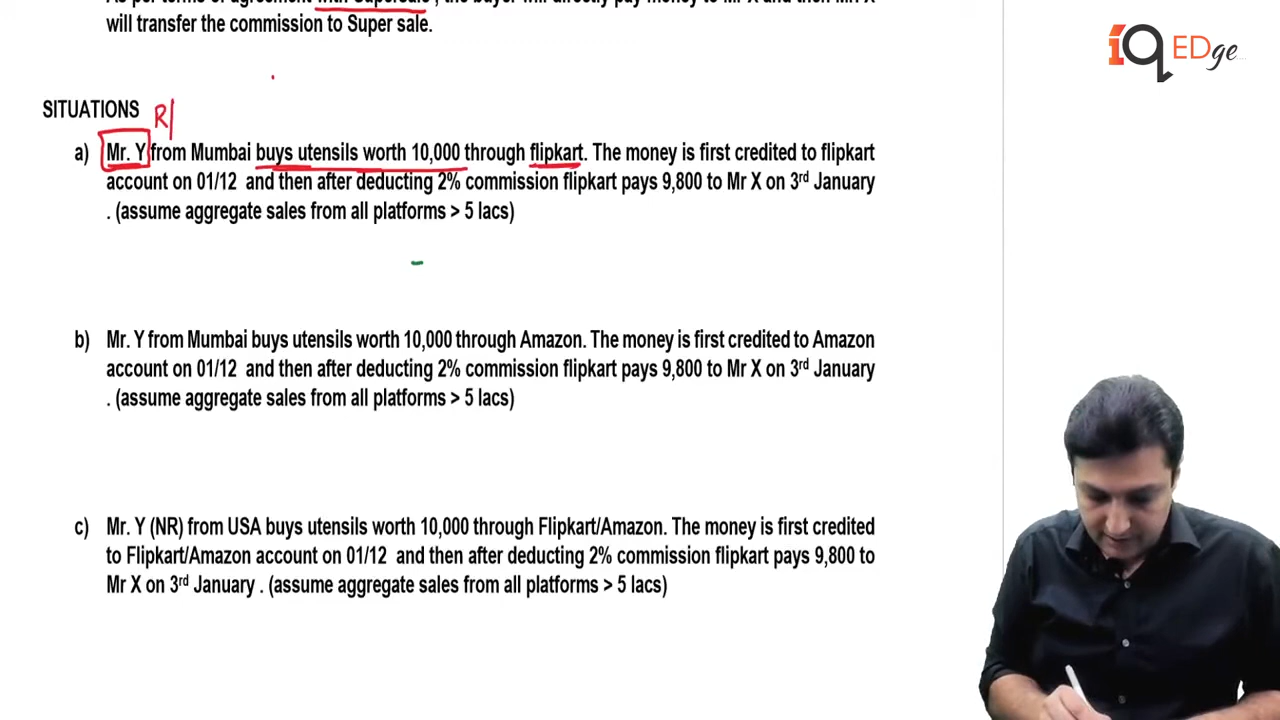 will transfer the commission to Super sale.
iQ EDge
SITUATIONS R
a) Mr. Y from Mumbai buys utensils worth 10,000 through flipkart. The money is first credited to flipkart
account on 01/12 and then after deducting 2% commission flipkart pays 9,800 to Mr X on 3rd January
. (assume aggregate sales from all platforms > 5 lacs)
b) Mr. Y from Mumbai buys utensils worth 10,000 through Amazon. The money is first credited to Amazon
account on 01/12 and then after deducting 2% commission flipkart pays 9,800 to Mr X on 3rd January
. (assume aggregate sales from all platforms > 5 lacs)
c) Mr. Y (NR) from USA buys utensils worth 10,000 through Flipkart/Amazon. The money is first credited
to Flipkart/Amazon account on 01/12 and then after deducting 2% commission flipkart pays 9,800 to
Mr X on 3rd January . (assume aggregate sales from all platforms > 5 lacs)